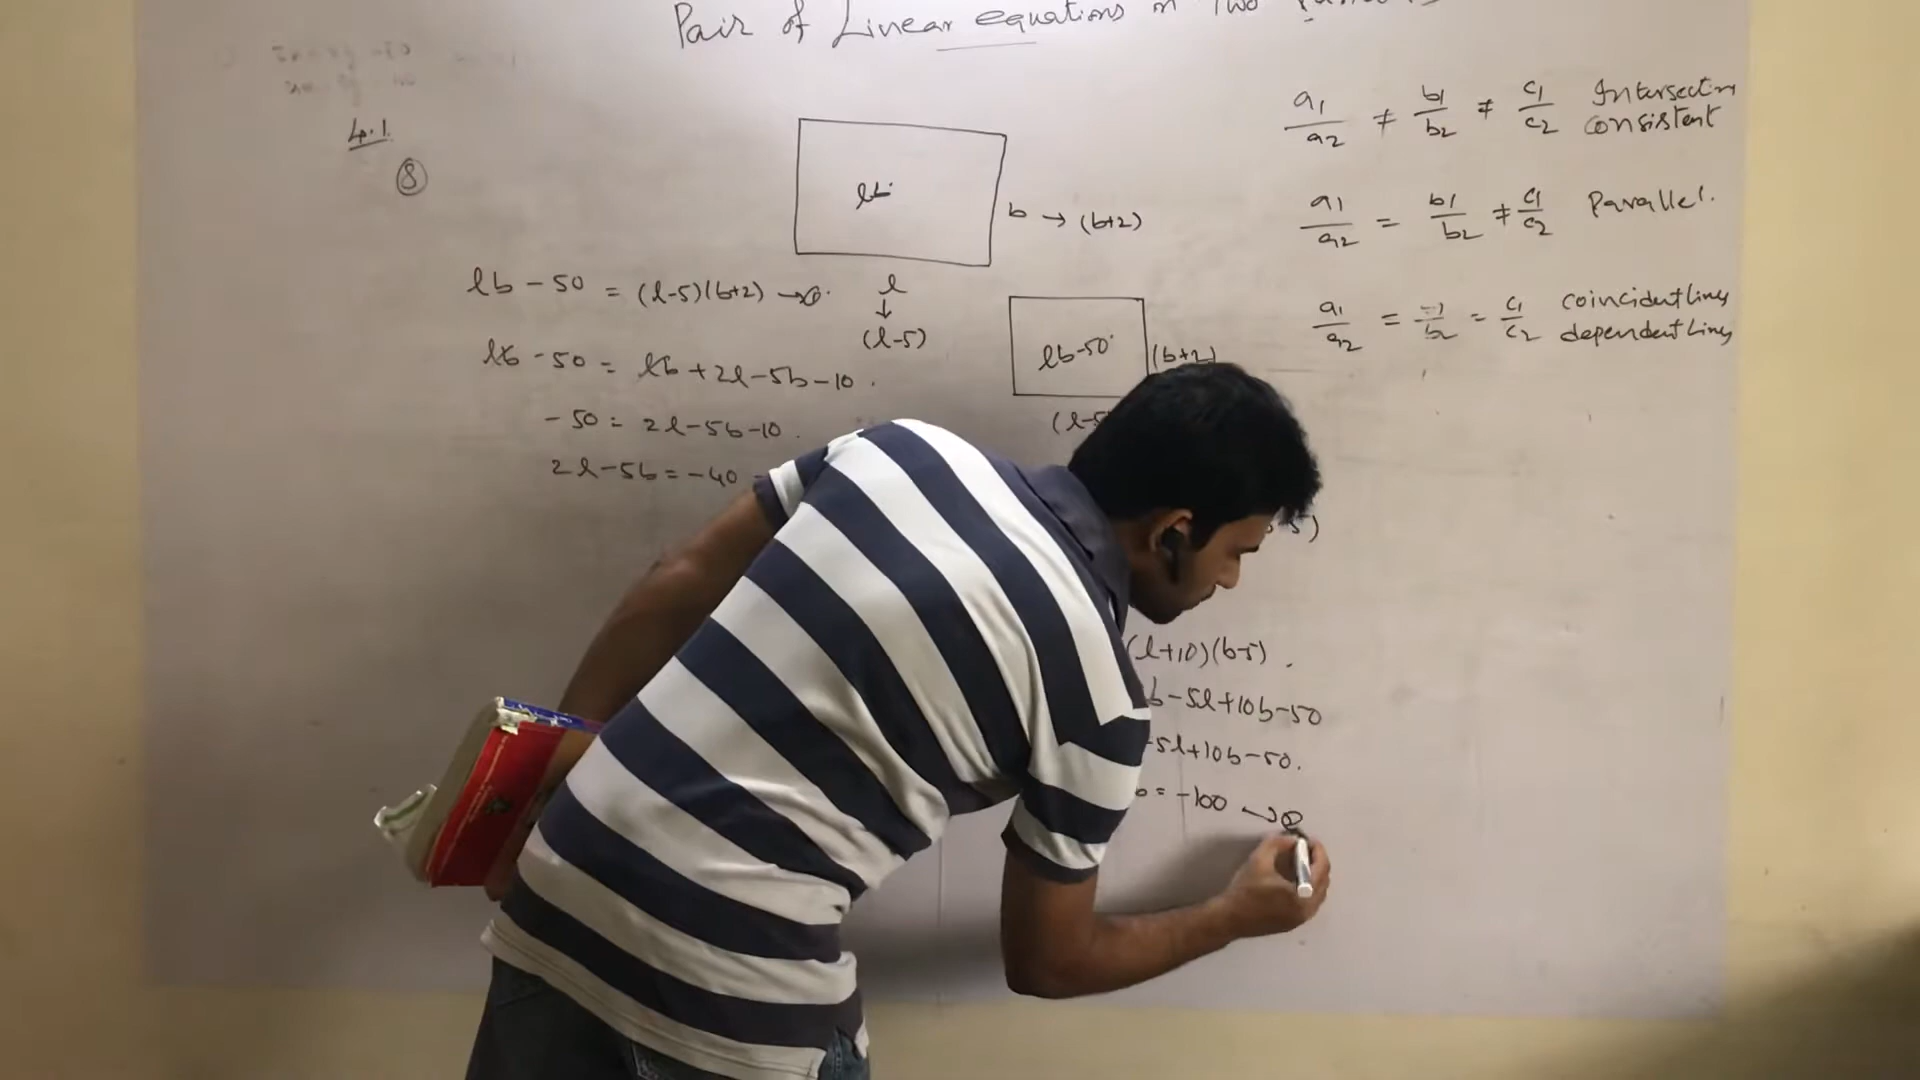 Pair of Linear equations in Two
4.1
⑧
lb
b → (b+2)
l
↓
(l-5)
lb - 50 = (l-5)(b+2) → ①.
lb - 50 = lb + 2l - 5b - 10 .
- 50 = 2l - 5b - 10 .
2l - 5b = - 40 -
lb-50
(b+2)
(l-5
5)
(l+10)(b-5) .
b - 5l + 10b - 50
-5l + 10b - 50.
b = -100 → ②
a1/a2 ≠ b1/b2 ≠ c1/c2 Intersecting
consistent
a1/a2 = b1/b2 ≠ c1/c2 Parallel.
a1/a2 = b1/b2 = c1/c2 coincident lines
dependent lines